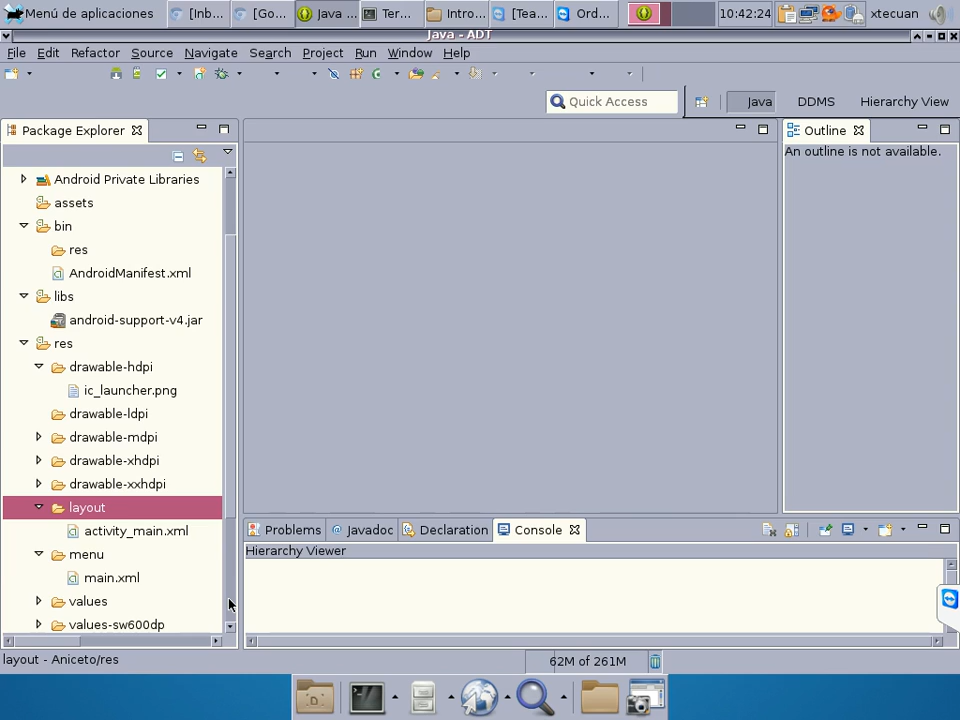 Menú de aplicaciones
[Inb...
[Go...
Java ...
Ter...
Intro...
[Tea...
Ord...
10:42:24
xtecuan
Java - ADT
File Edit Refactor Source Navigate Search Project Run Window Help
Quick Access
Java
DDMS
Hierarchy View
Package Explorer
Outline
An outline is not available.
Android Private Libraries
assets
bin
res
AndroidManifest.xml
libs
android-support-v4.jar
res
drawable-hdpi
ic_launcher.png
drawable-ldpi
drawable-mdpi
drawable-xhdpi
drawable-xxhdpi
layout
activity_main.xml
menu
main.xml
values
values-sw600dp
Problems
Javadoc
Declaration
Console
Hierarchy Viewer
layout - Aniceto/res
62M of 261M